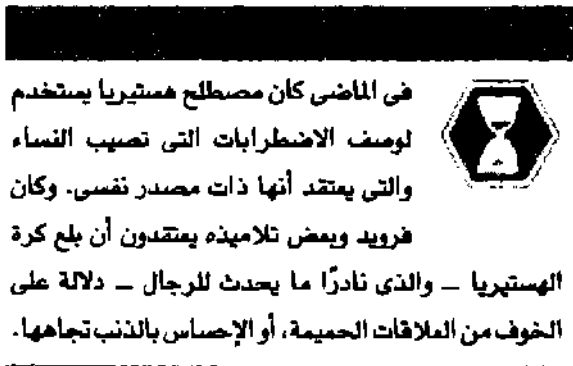 فى الماضى كان مصطلح هستيريا يستخدم
لوصف الاضطرابات التى تصيب النساء
والتى يعتقد أنها ذات مصدر نفسى. وكان
فرويد وبعض تلاميذه يعتقدون أن بلع كرة
الهستيريا – والذى نادرًا ما يحدث للرجال – دلالة على
الخوف من العلاقات الحميمة، أو الإحساس بالذنب تجاهها.